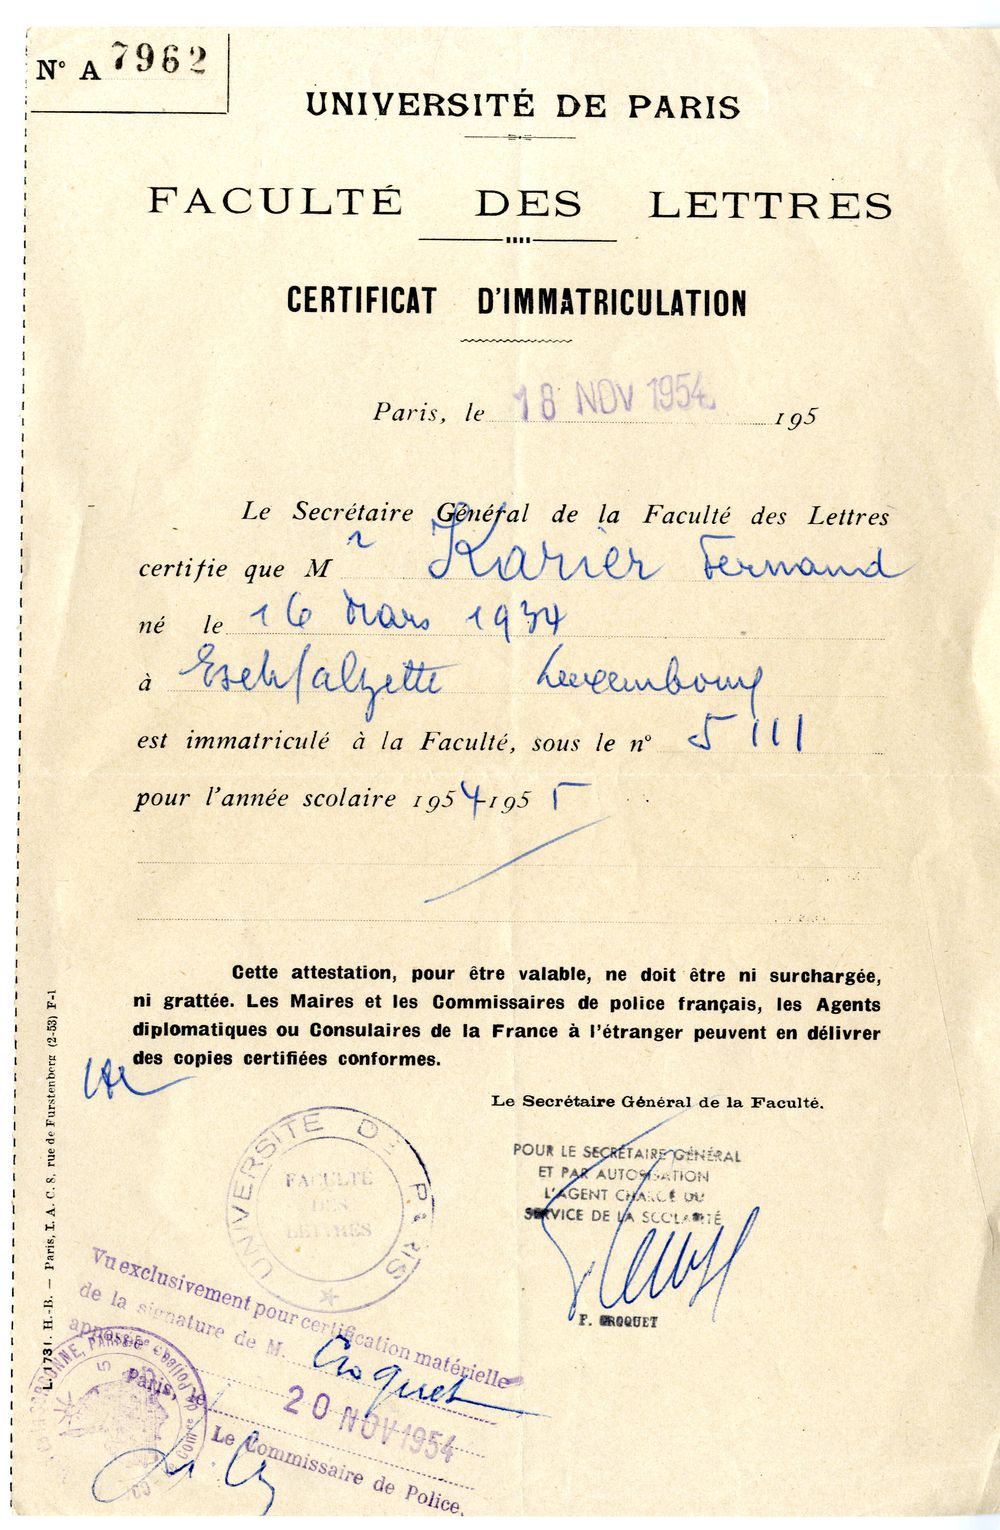 N° A 7962
UNIVERSITÉ DE PARIS
FACULTÉ DES LETTRES
CERTIFICAT D'IMMATRICULATION
Paris, le 18 NOV 1954 195
Le Secrétaire Général de la Faculté des Lettres
certifie que M r Karier Fernand
né le 16 Mars 1934
à Esch/alzette Luxembourg
est immatriculé à la Faculté, sous le n° 5111
pour l'année scolaire 1954-1955
Cette attestation, pour être valable, ne doit être ni surchargée,
ni grattée. Les Maires et les Commissaires de police français, les Agents
diplomatiques ou Consulaires de la France à l'étranger peuvent en délivrer
des copies certifiées conformes.
Le Secrétaire Général de la Faculté.
POUR LE SECRÉTAIRE GÉNÉRAL
ET PAR AUTORISATION
L'AGENT CHARGÉ DU
SERVICE DE LA SCOLARITÉ
F. CROQUET
UNIVERSITÉ DE PARIS
FACULTÉ
DES
LETTRES
Vu exclusivement pour certification matérielle
de la signature de M. Croquet
apposée
Paris, le 20 NOV 1954
Le Commissaire de Police,
L. 1731. H.-B. — Paris, I. A. C. 8, rue de Furstenberg (2-53) F-1